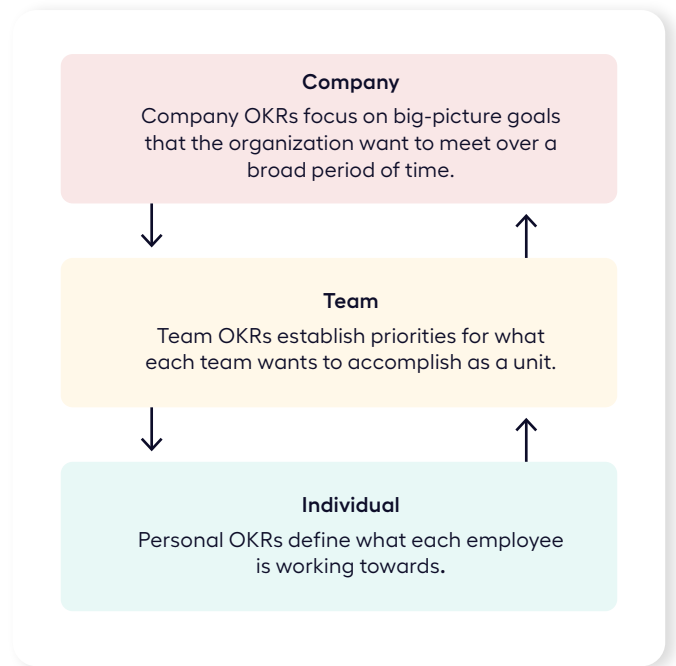 Company
Company OKRs focus on big-picture goals
that the organization want to meet over a
broad period of time.
Team
Team OKRs establish priorities for what
each team wants to accomplish as a unit.
Individual
Personal OKRs define what each employee
is working towards.